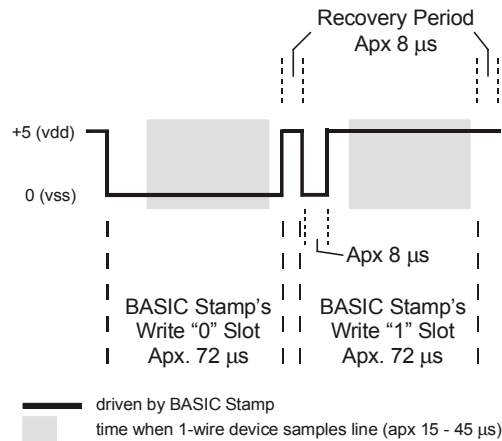 Recovery Period
Apx 8 µs
+5 (vdd)
0 (vss)
Apx 8 µs
BASIC Stamp's
Write “0” Slot
Apx. 72 µs
BASIC Stamp's
Write “1” Slot
Apx. 72 µs
driven by BASIC Stamp
time when 1-wire device samples line (apx 15 - 45 µs)